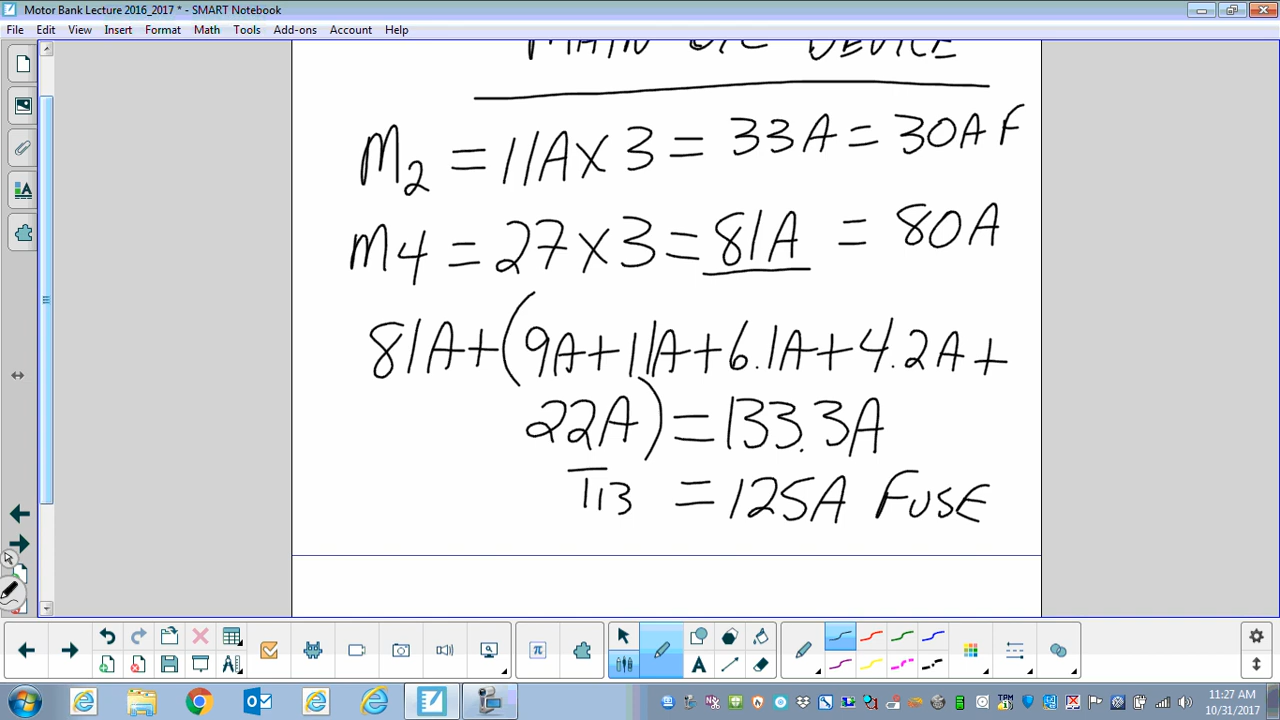 Motor Bank Lecture 2016_2017 * - SMART Notebook
File Edit View Insert Format Math Tools Add-ons Account Help
MAIN O/C DEVICE
M2 = 11A x 3 = 33A = 30A F
M4 = 27 x 3 = 81A = 80A
81A + (9A + 11A + 6.1A + 4.2A +
22A) = 133.3A
T13 = 125A FUSE
11:27 AM
10/31/2017